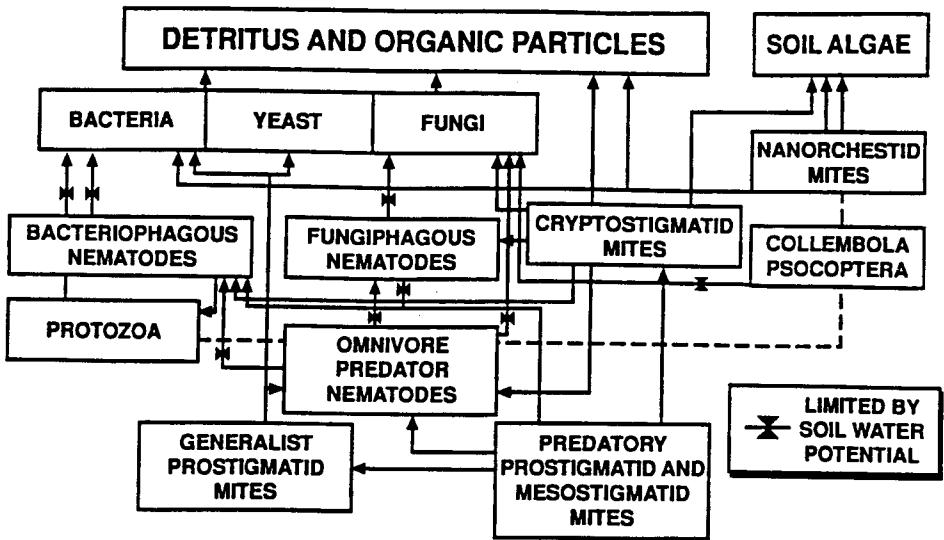 DETRITUS AND ORGANIC PARTICLES
SOIL ALGAE
BACTERIA
YEAST
FUNGI
NANORCHESTID
MITES
BACTERIOPHAGOUS
NEMATODES
FUNGIPHAGOUS
NEMATODES
CRYPTOSTIGMATID
MITES
COLLEMBOLA
PSOCOPTERA
PROTOZOA
OMNIVORE
PREDATOR
NEMATODES
GENERALIST
PROSTIGMATID
MITES
PREDATORY
PROSTIGMATID AND
MESOSTIGMATID
MITES
LIMITED BY
SOIL WATER
POTENTIAL